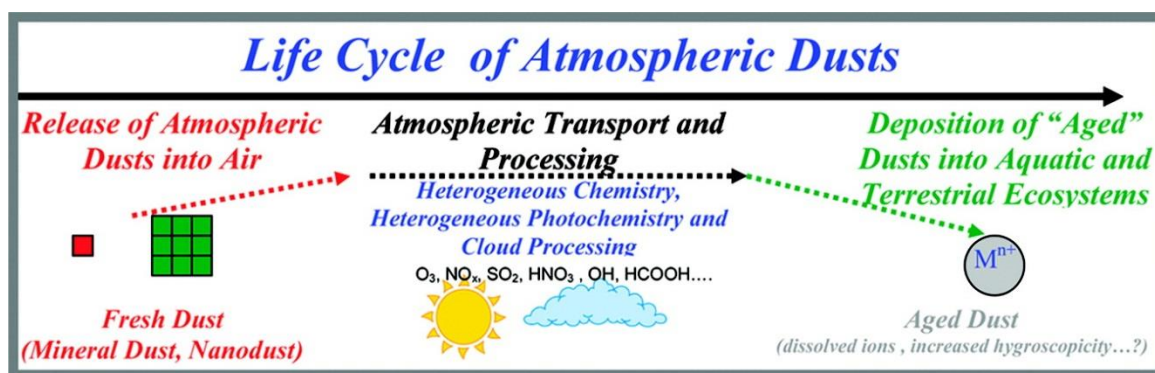 Life Cycle of Atmospheric Dusts
Release of Atmospheric
Dusts into Air
Atmospheric Transport and
Processing
Heterogeneous Chemistry,
Heterogeneous Photochemistry and
Cloud Processing
O₃, NOₓ, SO₂, HNO₃ , OH, HCOOH....
Deposition of “Aged”
Dusts into Aquatic and
Terrestrial Ecosystems
Mⁿ⁺
Fresh Dust
(Mineral Dust, Nanodust)
Aged Dust
(dissolved ions , increased hygroscopicity...?)